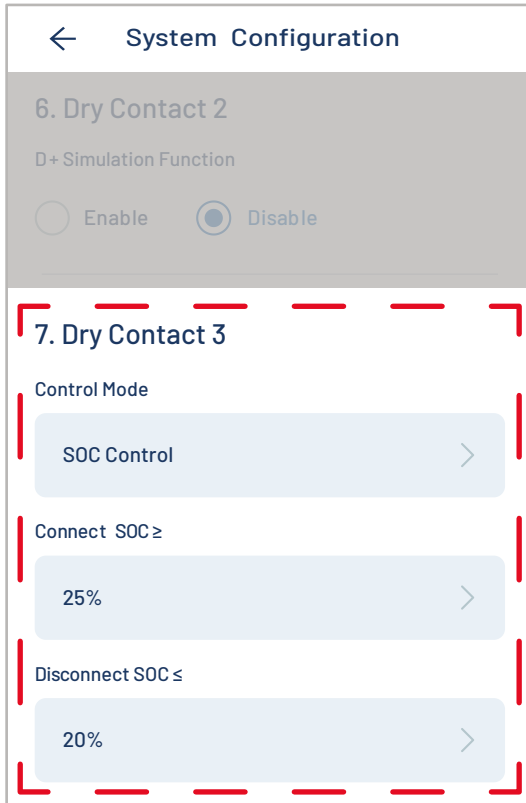 System Configuration
6. Dry Contact 2
D+ Simulation Function
Enable Disable
7. Dry Contact 3
Control Mode
SOC Control
Connect SOC ≥
25%
Disconnect SOC ≤
20%